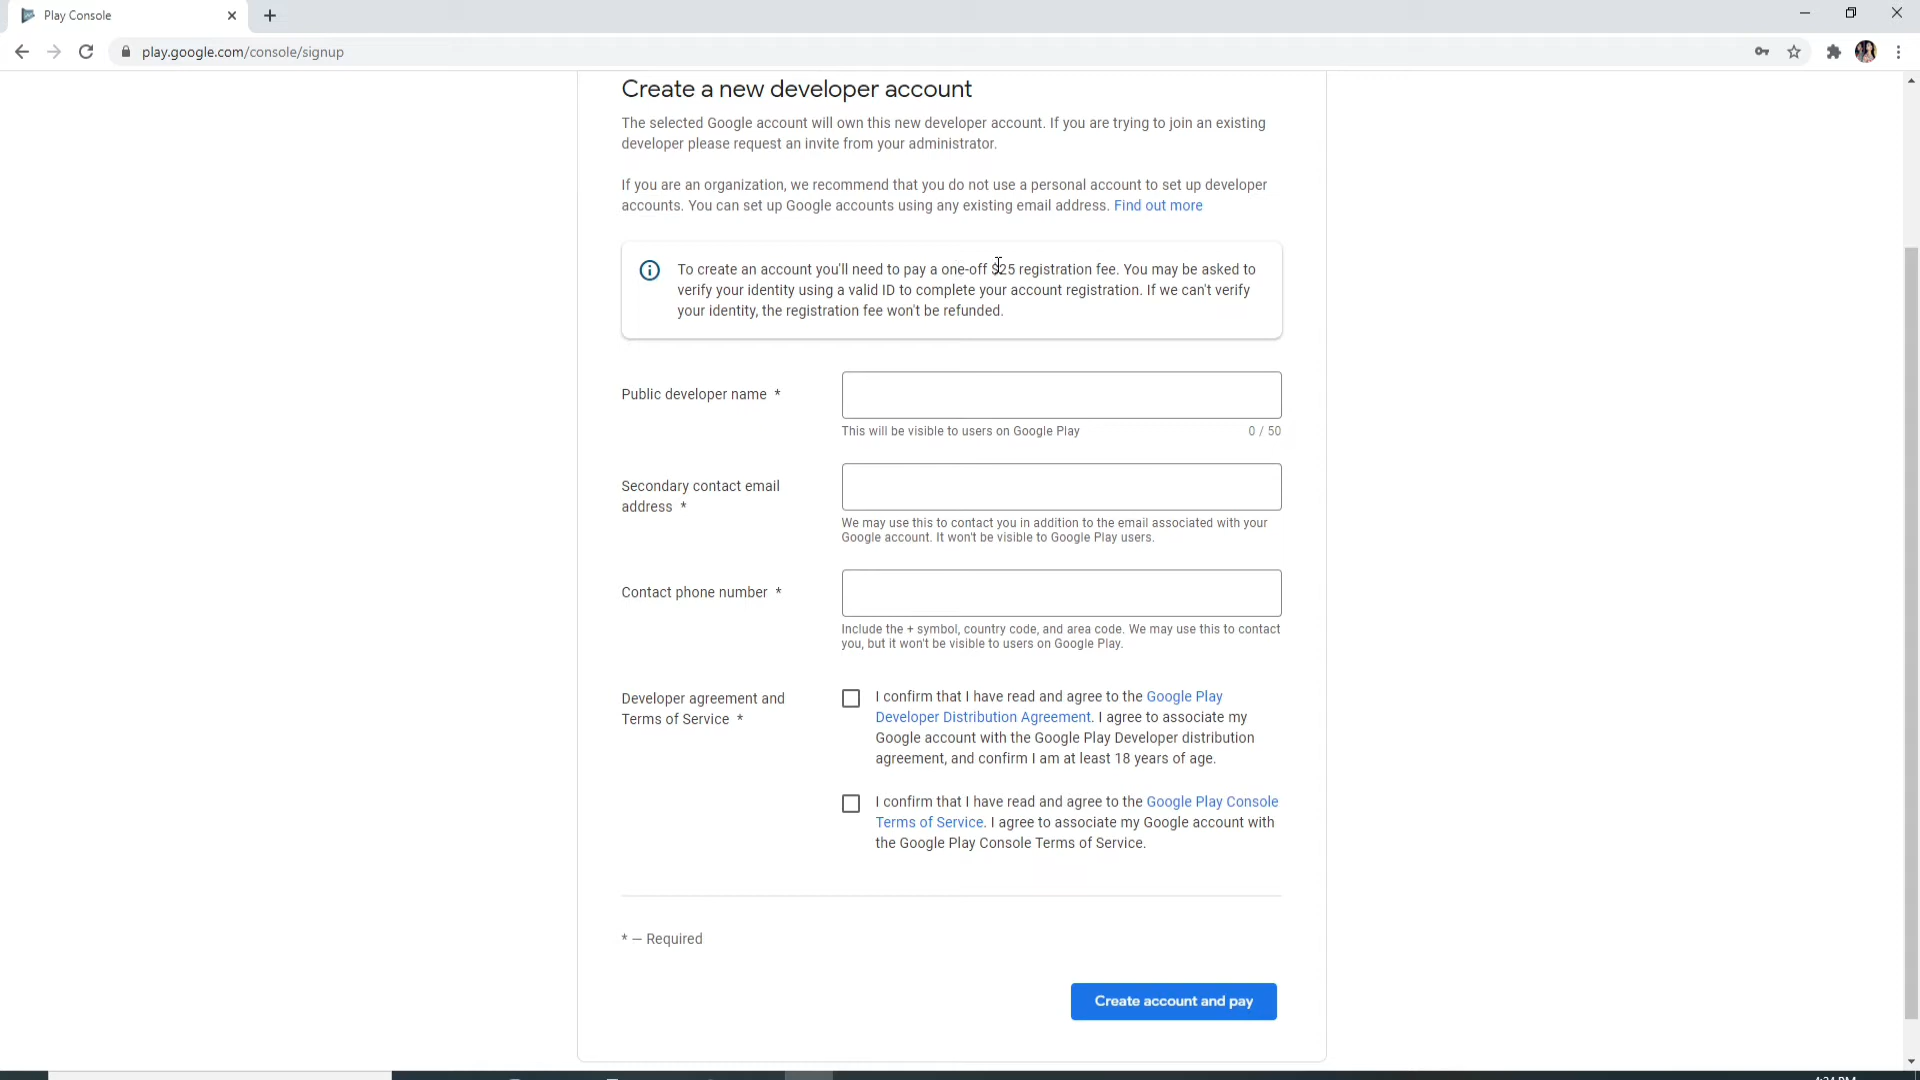 Play Console
play.google.com/console/signup
Create a new developer account
The selected Google account will own this new developer account. If you are trying to join an existing
developer please request an invite from your administrator.
If you are an organization, we recommend that you do not use a personal account to set up developer
accounts. You can set up Google accounts using any existing email address. Find out more
To create an account you'll need to pay a one-off $25 registration fee. You may be asked to
verify your identity using a valid ID to complete your account registration. If we can't verify
your identity, the registration fee won't be refunded.
Public developer name *
This will be visible to users on Google Play 0 / 50
Secondary contact email
address *
We may use this to contact you in addition to the email associated with your
Google account. It won't be visible to Google Play users.
Contact phone number *
Include the + symbol, country code, and area code. We may use this to contact
you, but it won't be visible to users on Google Play.
Developer agreement and
Terms of Service *
I confirm that I have read and agree to the Google Play
Developer Distribution Agreement. I agree to associate my
Google account with the Google Play Developer distribution
agreement, and confirm I am at least 18 years of age.
I confirm that I have read and agree to the Google Play Console
Terms of Service. I agree to associate my Google account with
the Google Play Console Terms of Service.
* — Required
Create account and pay